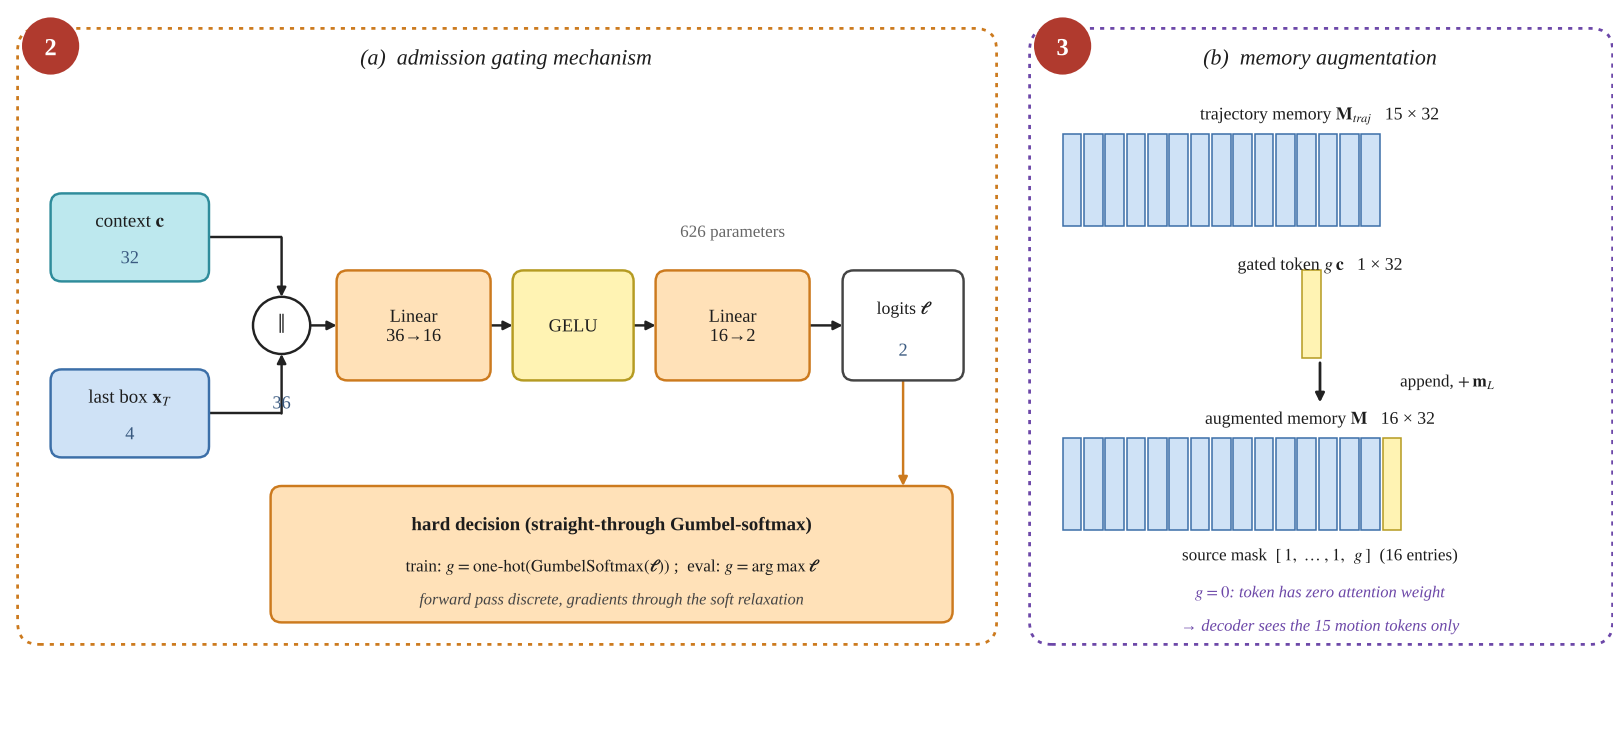 2
(a) admission gating mechanism
context c
32
last box x_T
4
∥
36
Linear
36→16
GELU
626 parameters
Linear
16→2
logits ℓ
2
hard decision (straight-through Gumbel-softmax)
train: g = one-hot(GumbelSoftmax(ℓ)) ; eval: g = arg max ℓ
forward pass discrete, gradients through the soft relaxation
3
(b) memory augmentation
trajectory memory M_traj 15 × 32
gated token g c 1 × 32
append, + m_L
augmented memory M 16 × 32
source mask [ 1, … , 1, g ] (16 entries)
g = 0: token has zero attention weight
→ decoder sees the 15 motion tokens only